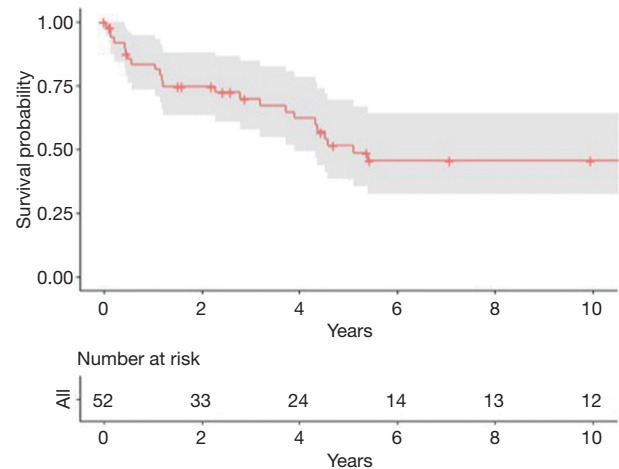 Survival probability
1.00
0.75
0.50
0.25
0.00
0 2 4 6 8 10
Years
Number at risk
All
52 33 24 14 13 12
0 2 4 6 8 10
Years